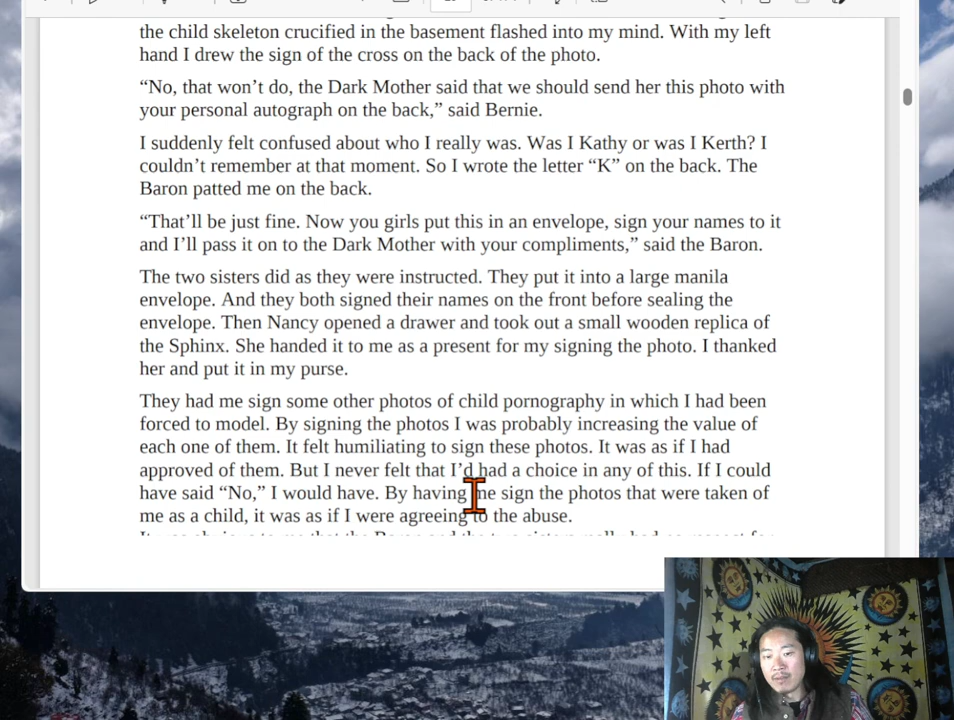 the child skeleton crucified in the basement flashed into my mind. With my left
hand I drew the sign of the cross on the back of the photo.
“No, that won’t do, the Dark Mother said that we should send her this photo with
your personal autograph on the back,” said Bernie.
I suddenly felt confused about who I really was. Was I Kathy or was I Kerth? I
couldn’t remember at that moment. So I wrote the letter “K” on the back. The
Baron patted me on the back.
“That’ll be just fine. Now you girls put this in an envelope, sign your names to it
and I’ll pass it on to the Dark Mother with your compliments,” said the Baron.
The two sisters did as they were instructed. They put it into a large manila
envelope. And they both signed their names on the front before sealing the
envelope. Then Nancy opened a drawer and took out a small wooden replica of
the Sphinx. She handed it to me as a present for my signing the photo. I thanked
her and put it in my purse.
They had me sign some other photos of child pornography in which I had been
forced to model. By signing the photos I was probably increasing the value of
each one of them. It felt humiliating to sign these photos. It was as if I had
approved of them. But I never felt that I’d had a choice in any of this. If I could
have said “No,” I would have. By having me sign the photos that were taken of
me as a child, it was as if I were agreeing to the abuse.